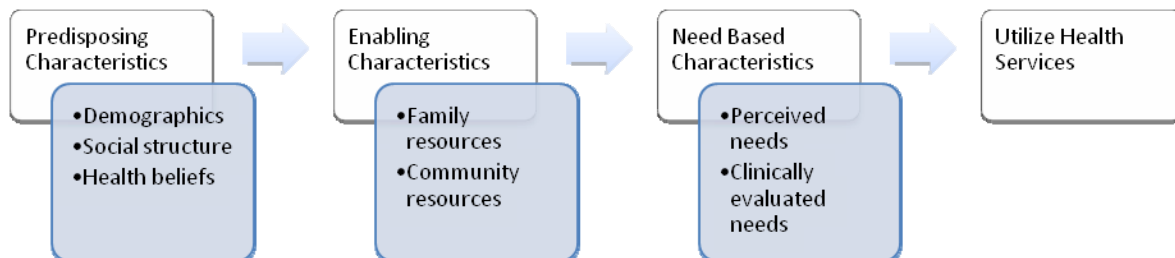 Predisposing
Characteristics
•Demographics
•Social structure
•Health beliefs
Enabling
Characteristics
•Family
resources
•Community
resources
Need Based
Characteristics
•Perceived
needs
•Clinically
evaluated
needs
Utilize Health
Services